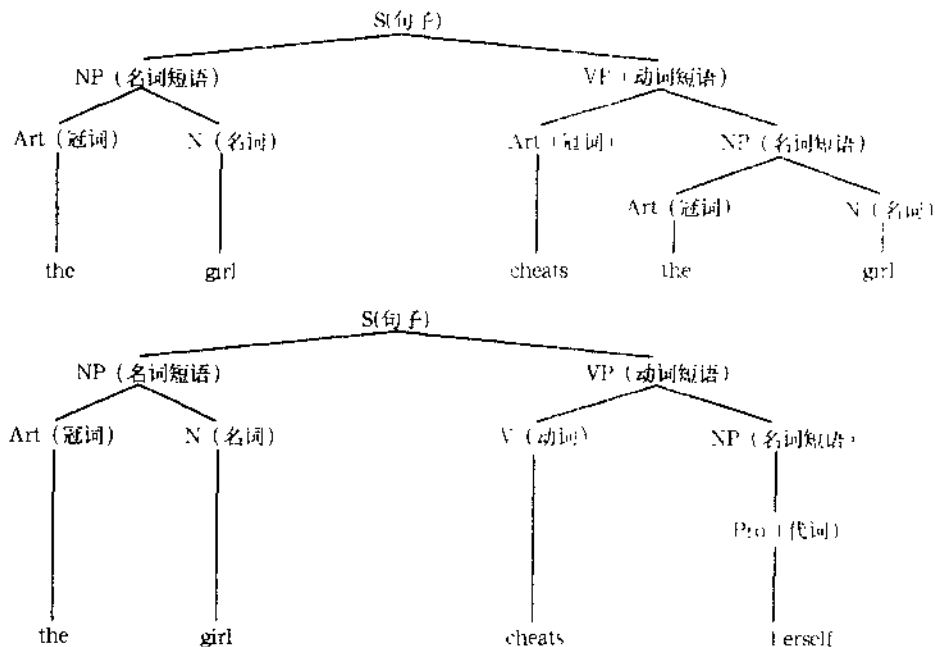 S(句子)
NP (名词短语) VP (动词短语)
Art (冠词) N (名词) Art (冠词) NP (名词短语)
Art (冠词) N (名词)
the girl cheats the girl
S(句子)
NP (名词短语) VP (动词短语)
Art (冠词) N (名词) V (动词) NP (名词短语)
Pro (代词)
the girl cheats herself